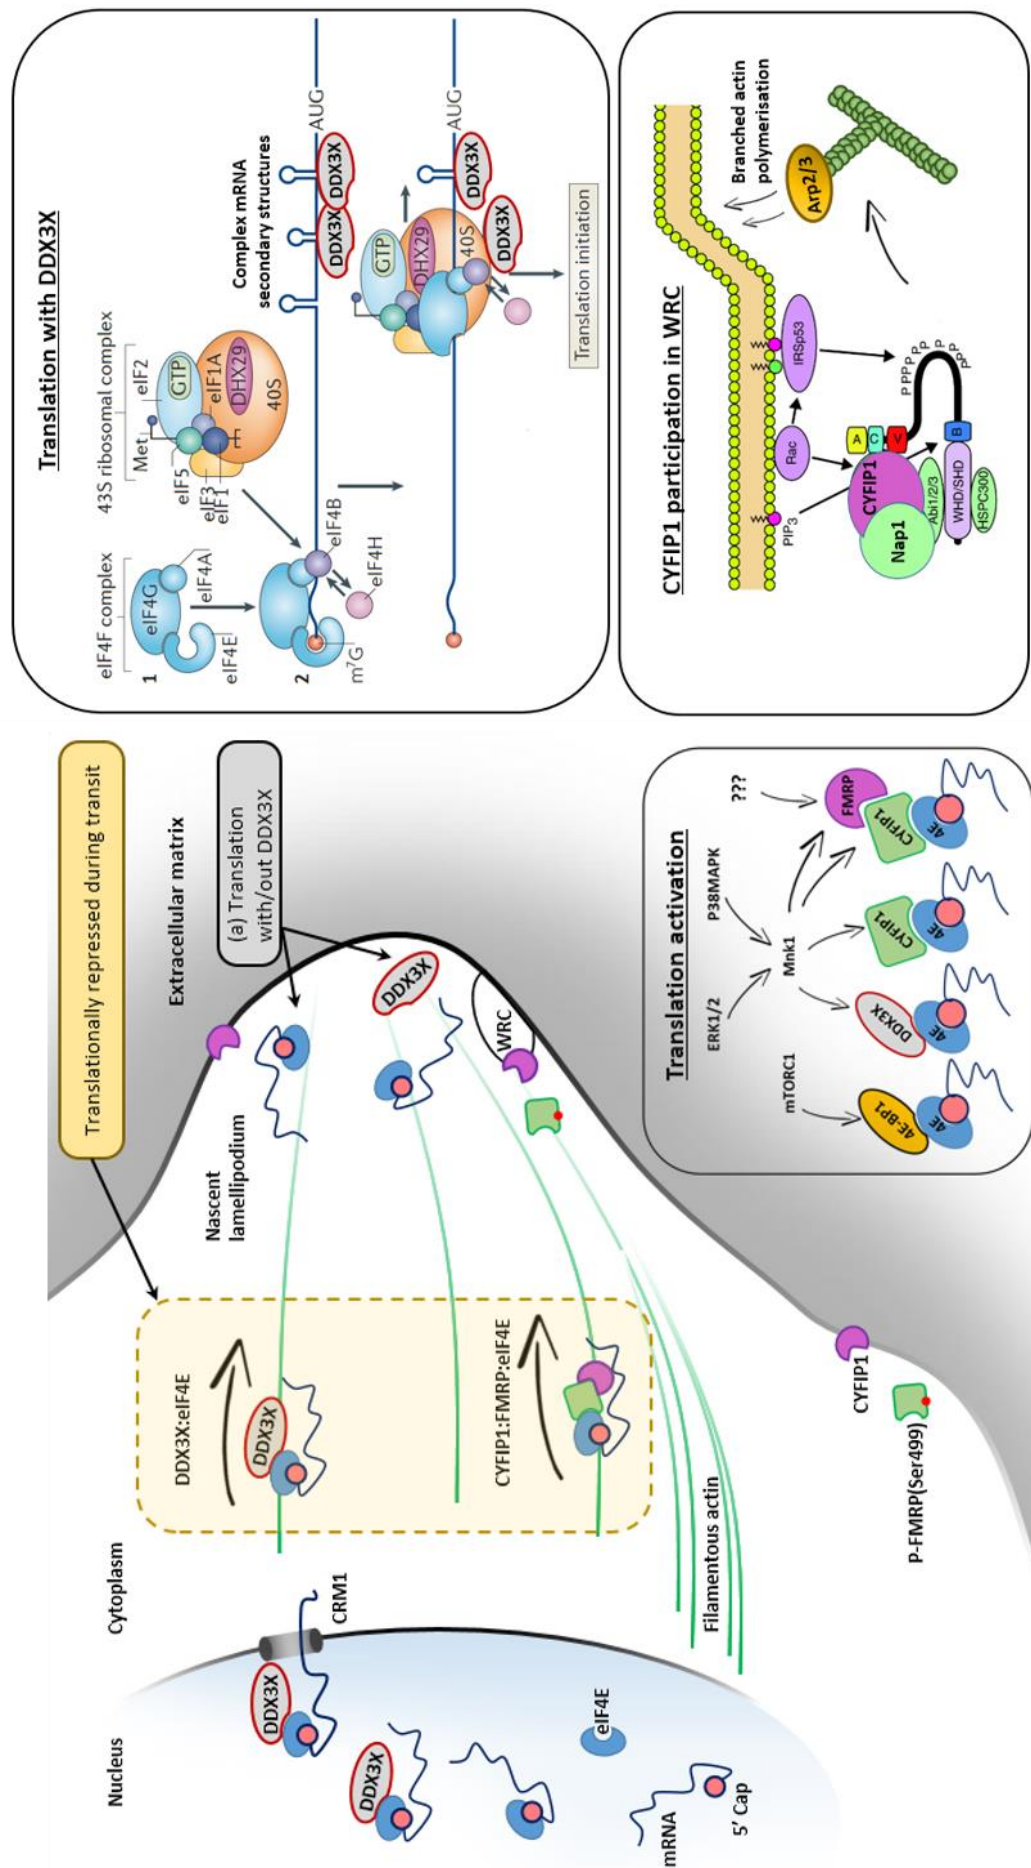 Nucleus
Cytoplasm
DDX3X
DDX3X
CRM1
eIF4E
mRNA
5' Cap
Translationally repressed during transit
DDX3X:eIF4E
DDX3X
CYFIP1:FMRP:eIF4E
Filamentous actin
Nascent
lamellipodium
Extracellular matrix
(a) Translation
with/out DDX3X
DDX3X
WRC
CYFIP1
P-FMRP(Ser499)
Translation activation
mTORC1
ERK1/2
P38MAPK
???
Mnk1
4E-BP1
4E
DDX3X
4E
CYFIP1
4E
FMRP
CYFIP1
4E
Translation with DDX3X
eIF4F complex
43S ribosomal complex
1
eIF4G
eIF4A
eIF4E
Met
eIF2
GTP
eIF5
eIF3
eIF1
eIF1A
DHX29
40S
2
eIF4B
eIF4H
m7G
Complex mRNA
secondary structures
DDX3X
DDX3X
AUG
GTP
DHX29
40S
DDX3X
DDX3X
AUG
Translation initiation
CYFIP1 participation in WRC
PIP3
Rac
IRSp53
Branched actin
polymerisation
Arp2/3
CYFIP1
Nap1
A
C
V
B
Abi1/2/3
WHD/SHD
HSPC300
P P P P P P P P P P